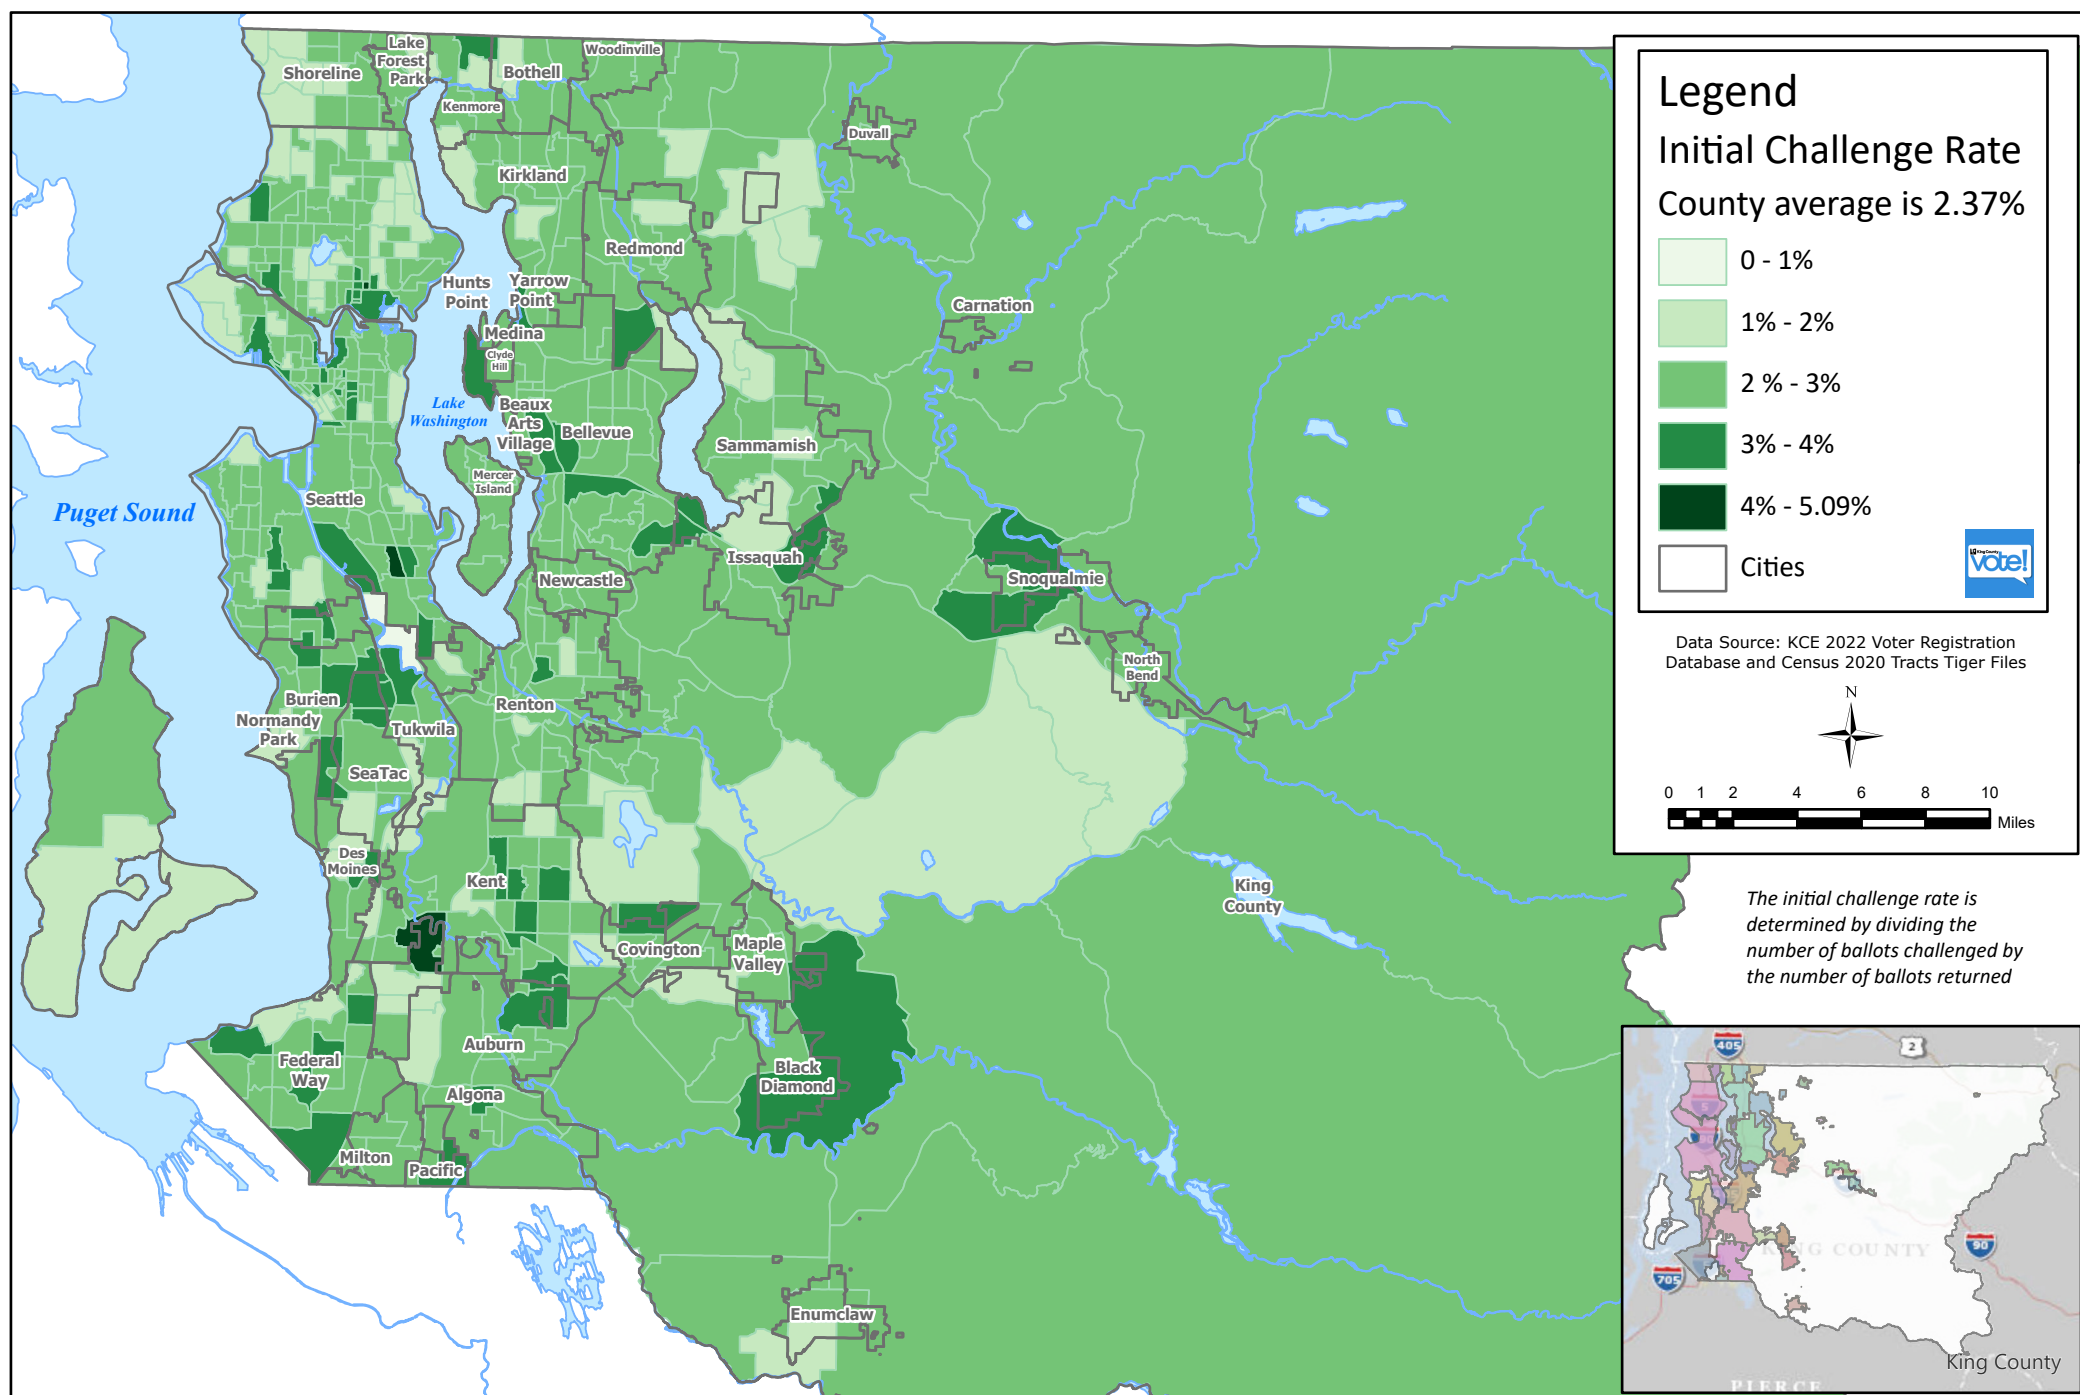 Lake
Forest
Park
Shoreline
Bothell
Woodinville
Kenmore
Duvall
Kirkland
Redmond
Hunts
Point
Yarrow
Point
Medina
Clyde
Hill
Carnation
Lake
Washington
Beaux
Arts
Village
Bellevue
Sammamish
Mercer
Island
Seattle
Puget Sound
Issaquah
Newcastle
Snoqualmie
North
Bend
Burien
Normandy
Park
Tukwila
Renton
SeaTac
Des
Moines
Kent
King
County
Covington
Maple
Valley
Auburn
Federal
Way
Black
Diamond
Algona
Milton
Pacific
Enumclaw
Legend
Initial Challenge Rate
County average is 2.37%
0 - 1%
1% - 2%
2 % - 3%
3% - 4%
4% - 5.09%
Cities
King County
vote!
Data Source: KCE 2022 Voter Registration
Database and Census 2020 Tracts Tiger Files
N
0 1 2 4 6 8 10
Miles
The initial challenge rate is
determined by dividing the
number of ballots challenged by
the number of ballots returned
405
2
5
KING COUNTY
90
705
King County
PIERCE